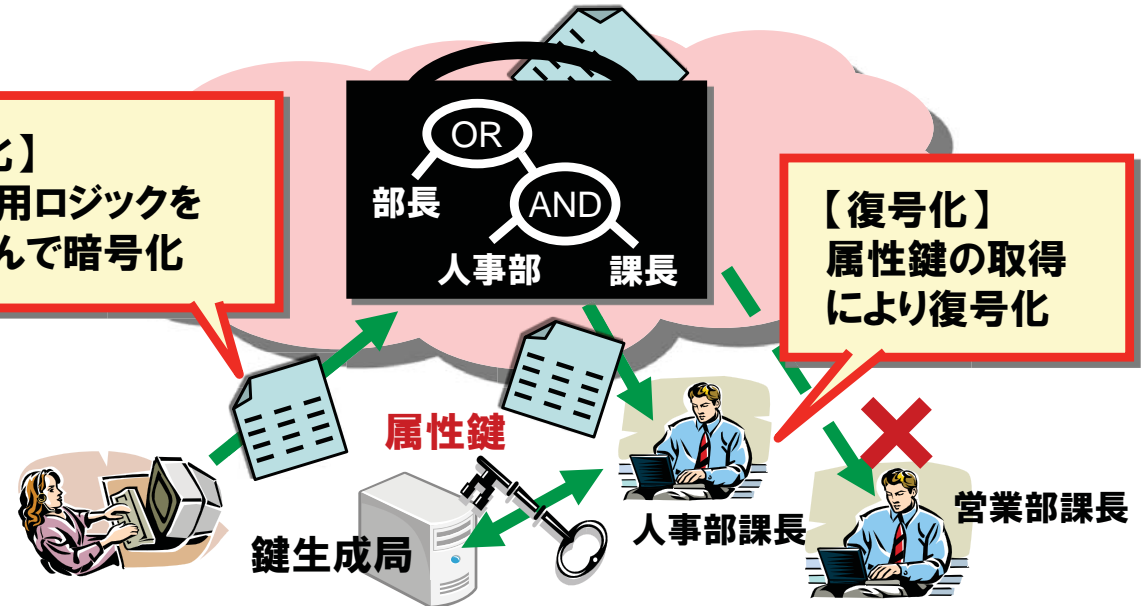 化】
用ロジックを
んで暗号化
OR
部長
AND
人事部
課長
【復号化】
属性鍵の取得
により復号化
属性鍵
鍵生成局
人事部課長
営業部課長